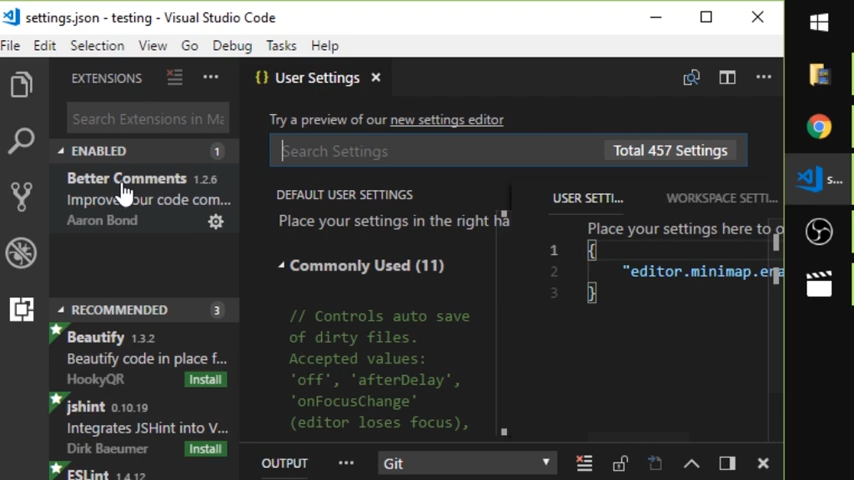 settings.json - testing - Visual Studio Code
File Edit Selection View Go Debug Tasks Help
EXTENSIONS
Search Extensions in Ma
ENABLED 1
Better Comments 1.2.6
Improve your code com...
Aaron Bond
RECOMMENDED 3
Beautify 1.3.2
Beautify code in place f...
HookyQR Install
jshint 0.10.19
Integrates JSHint into V...
Dirk Baeumer Install
ESLint 1.4.12
{} User Settings
Try a preview of our new settings editor
Search Settings Total 457 Settings
DEFAULT USER SETTINGS
Place your settings in the right ha
Commonly Used (11)
// Controls auto save
of dirty files.
Accepted values:
'off', 'afterDelay',
'onFocusChange'
(editor loses focus),
USER SETTI... WORKSPACE SETTI...
Place your settings here to o
1 {
2 "editor.minimap.ena
3 }
OUTPUT Git
s...